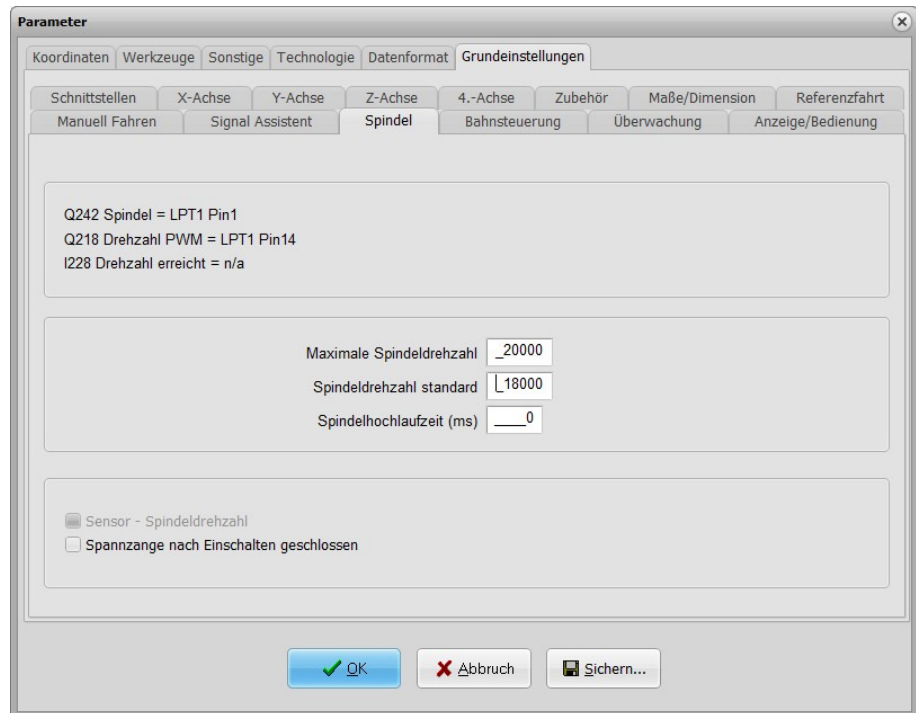 Parameter
Koordinaten Werkzeuge Sonstige Technologie Datenformat Grundeinstellungen
Schnittstellen X-Achse Y-Achse Z-Achse 4.-Achse Zubehör Maße/Dimension Referenzfahrt
Manuell Fahren Signal Assistent Spindel Bahnsteuerung Überwachung Anzeige/Bedienung
Q242 Spindel = LPT1 Pin1
Q218 Drehzahl PWM = LPT1 Pin14
I228 Drehzahl erreicht = n/a
Maximale Spindeldrehzahl _20000
Spindeldrehzahl standard _18000
Spindelhochlaufzeit (ms) ____0
Sensor - Spindeldrehzahl
Spannzange nach Einschalten geschlossen
OK Abbruch Sichern...